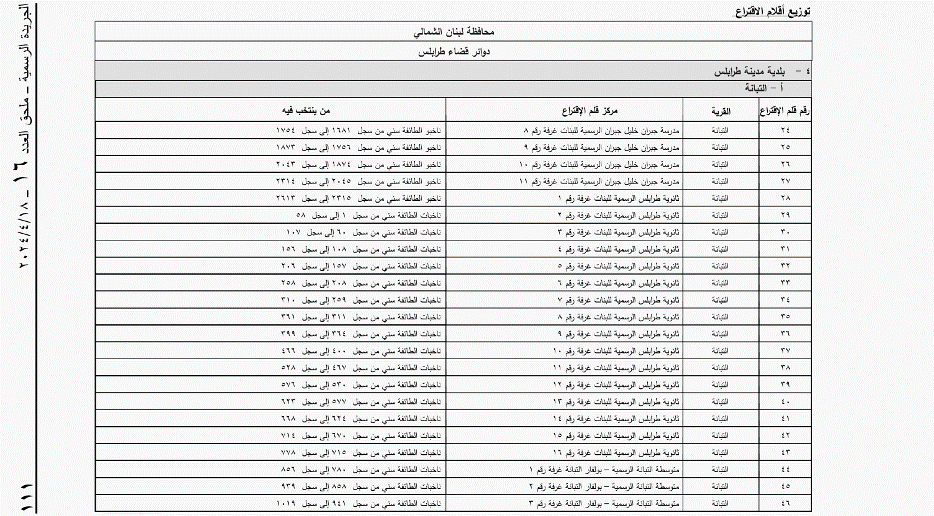 الجريدة الرسمية – ملحق العدد ١٦ – ٢٠٢٤/٤/١٨
توزيع أقلام الاقتراع
محافظة لبنان الشمالي
دوائر قضاء طرابلس
٤ - بلدية مدينة طرابلس
أ - التبانة
رقم قلم الإقتراع القرية مركز قلم الإقتراع من ينتخب فيه
٢٤ التبانة مدرسة جبران خليل جبران الرسمية للبنات غرفة رقم ٨ ناخبو الطائفة سني من سجل ١٦٨١ إلى سجل ١٧٥٤
٢٥ التبانة مدرسة جبران خليل جبران الرسمية للبنات غرفة رقم ٩ ناخبو الطائفة سني من سجل ١٧٥٦ إلى سجل ١٨٧٣
٢٦ التبانة مدرسة جبران خليل جبران الرسمية للبنات غرفة رقم ١٠ ناخبو الطائفة سني من سجل ١٨٧٤ إلى سجل ٢٠٤٣
٢٧ التبانة مدرسة جبران خليل جبران الرسمية للبنات غرفة رقم ١١ ناخبو الطائفة سني من سجل ٢٠٤٥ إلى سجل ٢٣١٤
٢٨ التبانة ثانوية طرابلس الرسمية للبنات غرفة رقم ١ ناخبو الطائفة سني من سجل ٢٣١٥ إلى سجل ٢٦١٣
٢٩ التبانة ثانوية طرابلس الرسمية للبنات غرفة رقم ٢ ناخبات الطائفة سني من سجل ١ إلى سجل ٥٨
٣٠ التبانة ثانوية طرابلس الرسمية للبنات غرفة رقم ٣ ناخبات الطائفة سني من سجل ٦٠ إلى سجل ١٠٧
٣١ التبانة ثانوية طرابلس الرسمية للبنات غرفة رقم ٤ ناخبات الطائفة سني من سجل ١٠٨ إلى سجل ١٥٦
٣٢ التبانة ثانوية طرابلس الرسمية للبنات غرفة رقم ٥ ناخبات الطائفة سني من سجل ١٥٧ إلى سجل ٢٠٦
٣٣ التبانة ثانوية طرابلس الرسمية للبنات غرفة رقم ٦ ناخبات الطائفة سني من سجل ٢٠٨ إلى سجل ٢٥٨
٣٤ التبانة ثانوية طرابلس الرسمية للبنات غرفة رقم ٧ ناخبات الطائفة سني من سجل ٢٥٩ إلى سجل ٣١٠
٣٥ التبانة ثانوية طرابلس الرسمية للبنات غرفة رقم ٨ ناخبات الطائفة سني من سجل ٣١١ إلى سجل ٣٦١
٣٦ التبانة ثانوية طرابلس الرسمية للبنات غرفة رقم ٩ ناخبات الطائفة سني من سجل ٣٦٤ إلى سجل ٣٩٩
٣٧ التبانة ثانوية طرابلس الرسمية للبنات غرفة رقم ١٠ ناخبات الطائفة سني من سجل ٤٠٠ إلى سجل ٤٦٦
٣٨ التبانة ثانوية طرابلس الرسمية للبنات غرفة رقم ١١ ناخبات الطائفة سني من سجل ٤٦٧ إلى سجل ٥٢٨
٣٩ التبانة ثانوية طرابلس الرسمية للبنات غرفة رقم ١٢ ناخبات الطائفة سني من سجل ٥٣٠ إلى سجل ٥٧٦
٤٠ التبانة ثانوية طرابلس الرسمية للبنات غرفة رقم ١٣ ناخبات الطائفة سني من سجل ٥٧٧ إلى سجل ٦٢٣
٤١ التبانة ثانوية طرابلس الرسمية للبنات غرفة رقم ١٤ ناخبات الطائفة سني من سجل ٦٢٤ إلى سجل ٦٦٨
٤٢ التبانة ثانوية طرابلس الرسمية للبنات غرفة رقم ١٥ ناخبات الطائفة سني من سجل ٦٧٠ إلى سجل ٧١٤
٤٣ التبانة ثانوية طرابلس الرسمية للبنات غرفة رقم ١٦ ناخبات الطائفة سني من سجل ٧١٥ إلى سجل ٧٧٨
٤٤ التبانة متوسطة التبانة الرسمية – بولفار التبانة غرفة رقم ١ ناخبات الطائفة سني من سجل ٧٨٠ إلى سجل ٨٥٦
٤٥ التبانة متوسطة التبانة الرسمية – بولفار التبانة غرفة رقم ٢ ناخبات الطائفة سني من سجل ٨٥٨ إلى سجل ٩٣٩
٤٦ التبانة متوسطة التبانة الرسمية – بولفار التبانة غرفة رقم ٣ ناخبات الطائفة سني من سجل ٩٤١ إلى سجل ١٠١٩
١١١